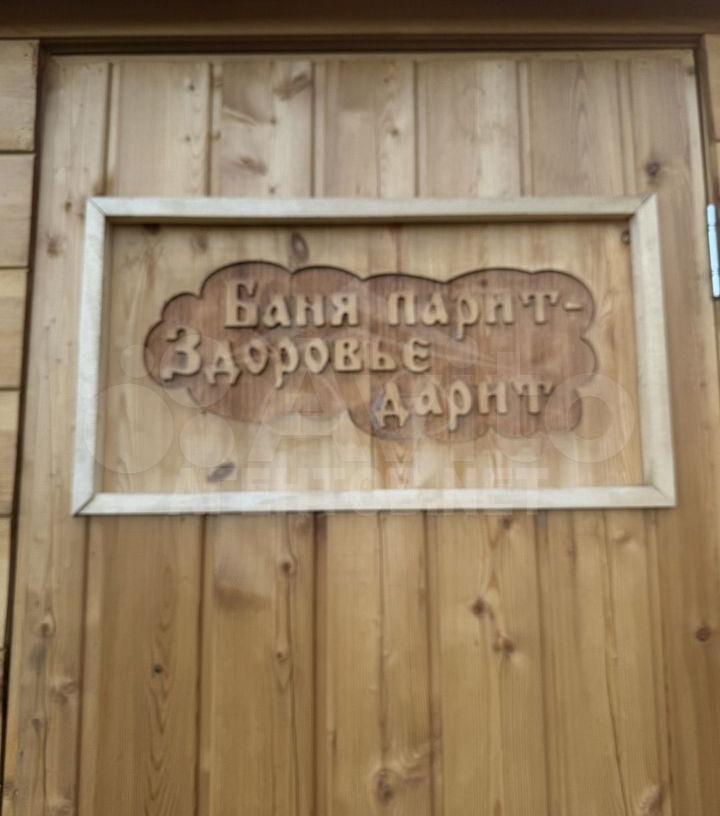 Баня парит-
Здоровье
дарит